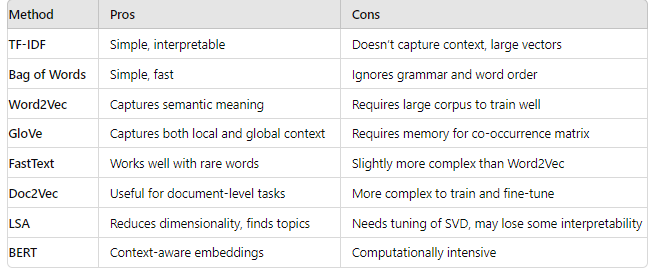 Method Pros Cons
TF-IDF Simple, interpretable Doesn't capture context, large vectors
Bag of Words Simple, fast Ignores grammar and word order
Word2Vec Captures semantic meaning Requires large corpus to train well
GloVe Captures both local and global context Requires memory for co-occurrence matrix
FastText Works well with rare words Slightly more complex than Word2Vec
Doc2Vec Useful for document-level tasks More complex to train and fine-tune
LSA Reduces dimensionality, finds topics Needs tuning of SVD, may lose some interpretability
BERT Context-aware embeddings Computationally intensive